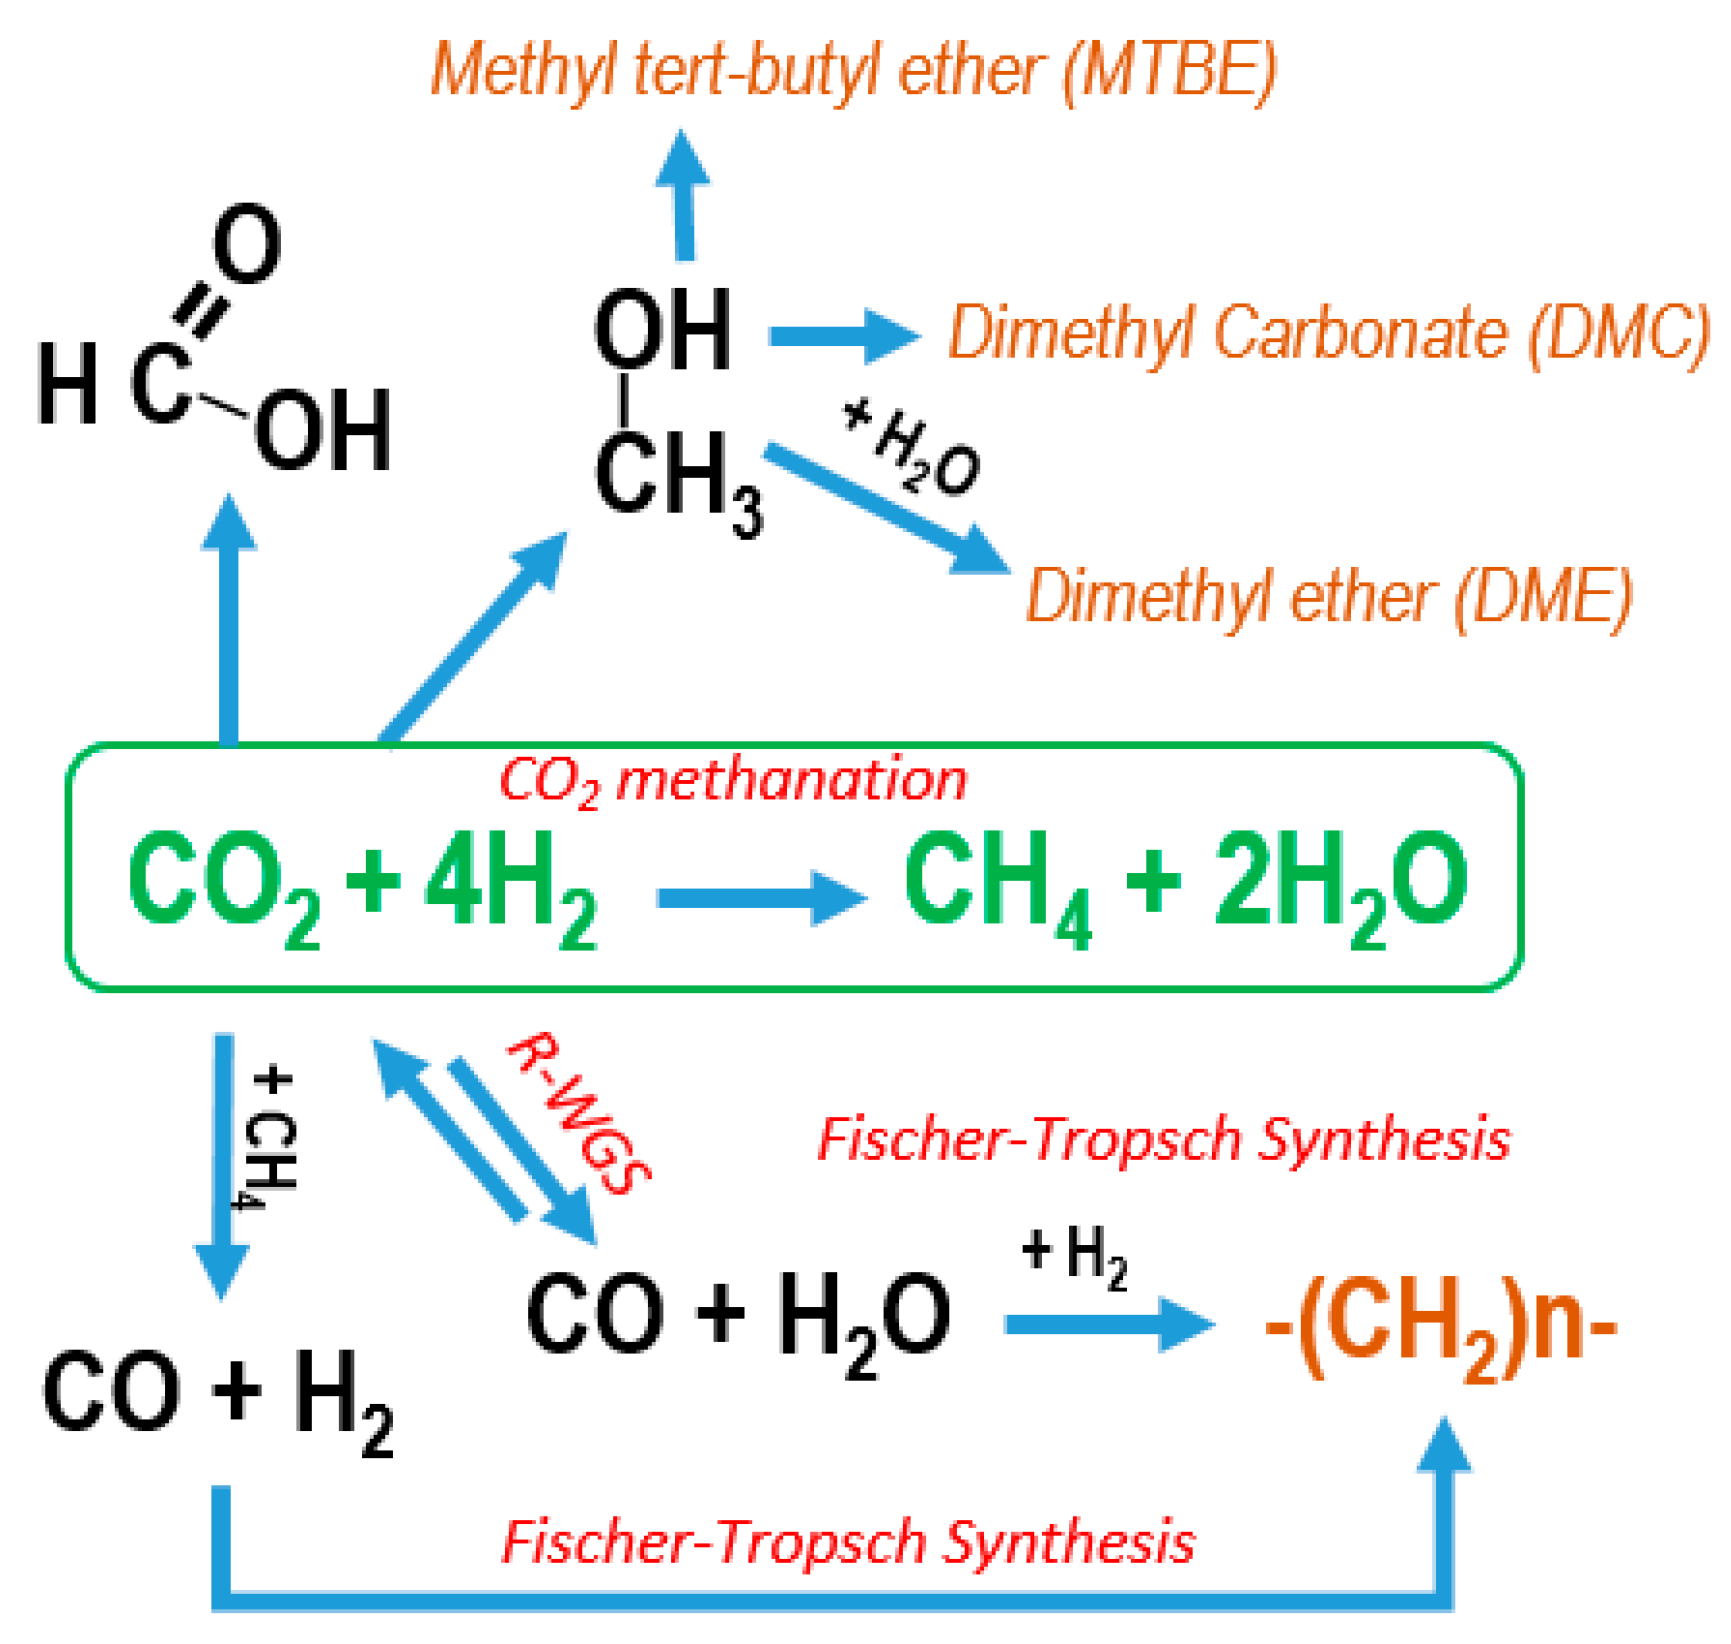 Methyl tert-butyl ether (MTBE)
O
H C
OH
OH
CH₃
Dimethyl Carbonate (DMC)
+ H₂O
Dimethyl ether (DME)
CO₂ methanation
CO₂ + 4H₂
CH₄ + 2H₂O
+ CH₄
R-WGS
Fischer-Tropsch Synthesis
CO + H₂O
+ H₂
-(CH₂)n-
CO + H₂
Fischer-Tropsch Synthesis